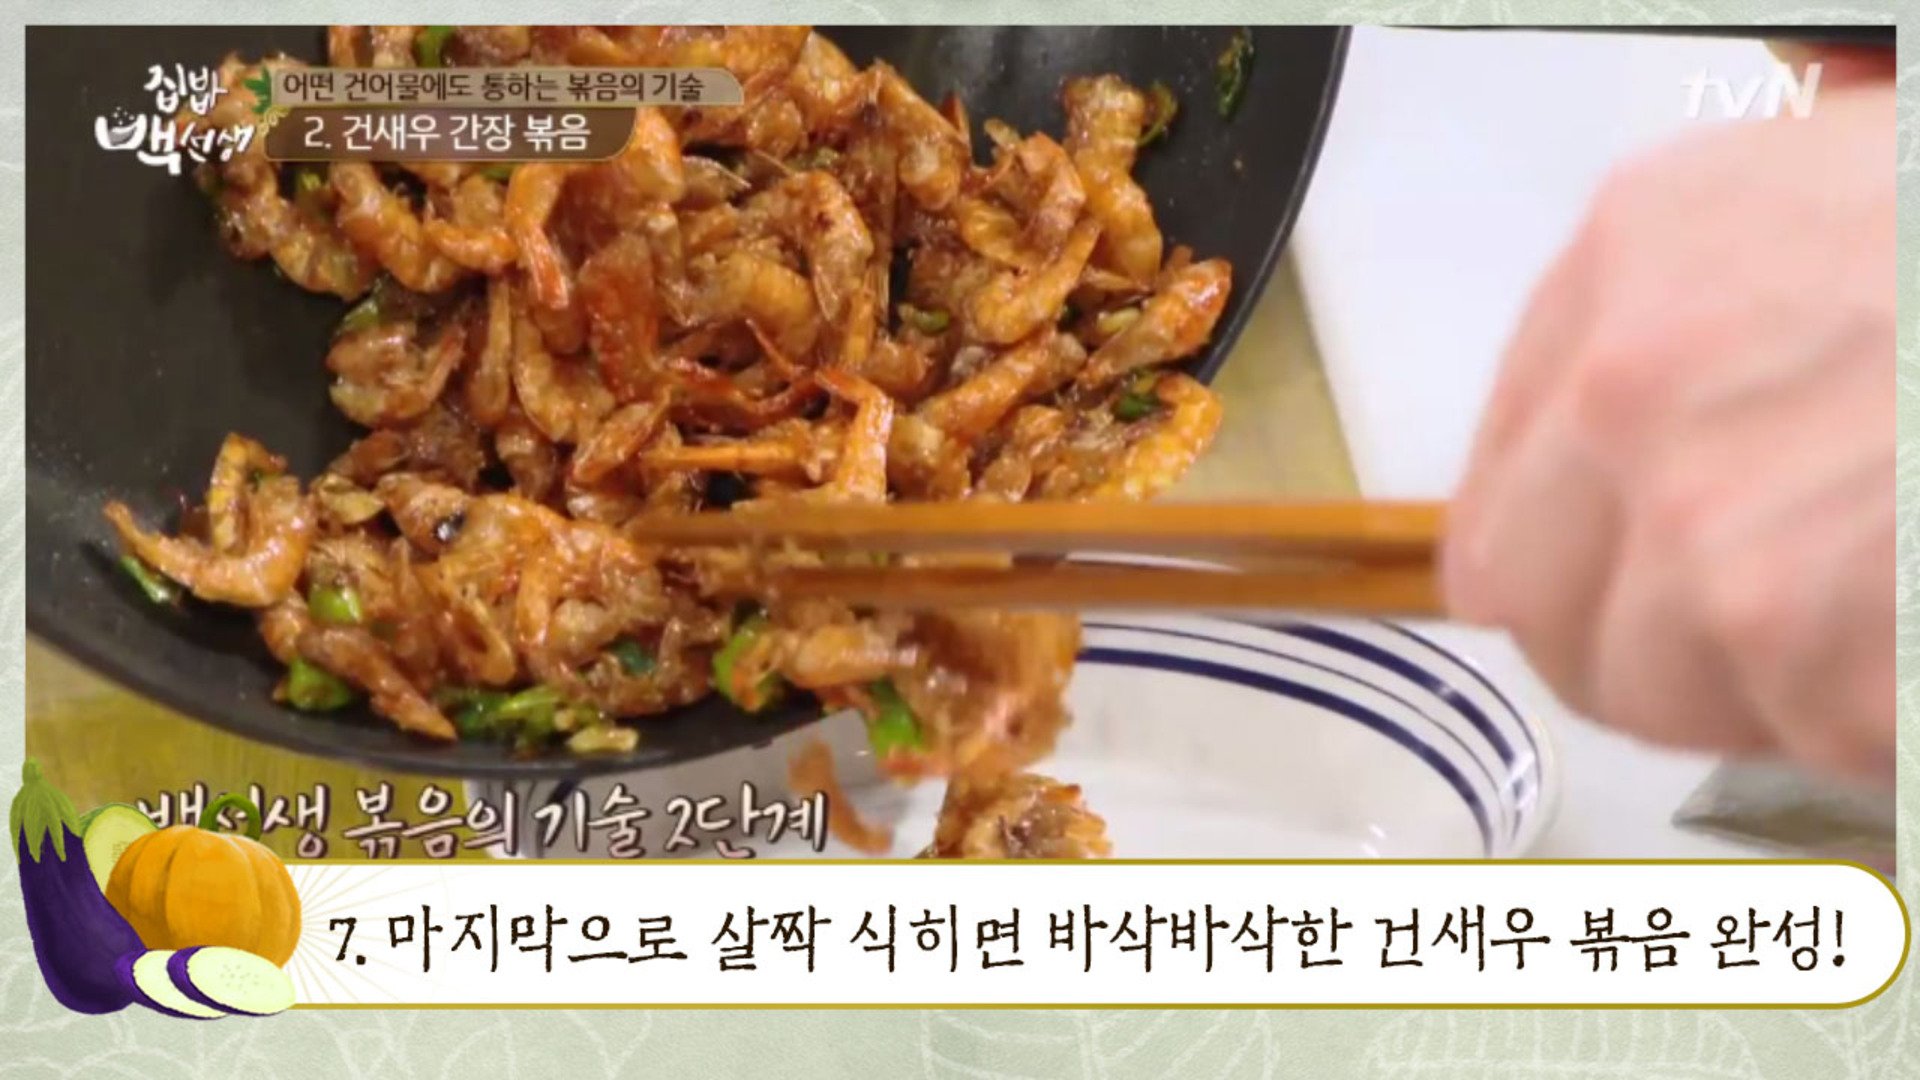 집밥
백선생
어떤 건어물에도 통하는 볶음의 기술
2. 건새우 간장 볶음
tvN
백선생 볶음의 기술 2단계
7. 마지막으로 살짝 식히면 바삭바삭한 건새우 볶음 완성!